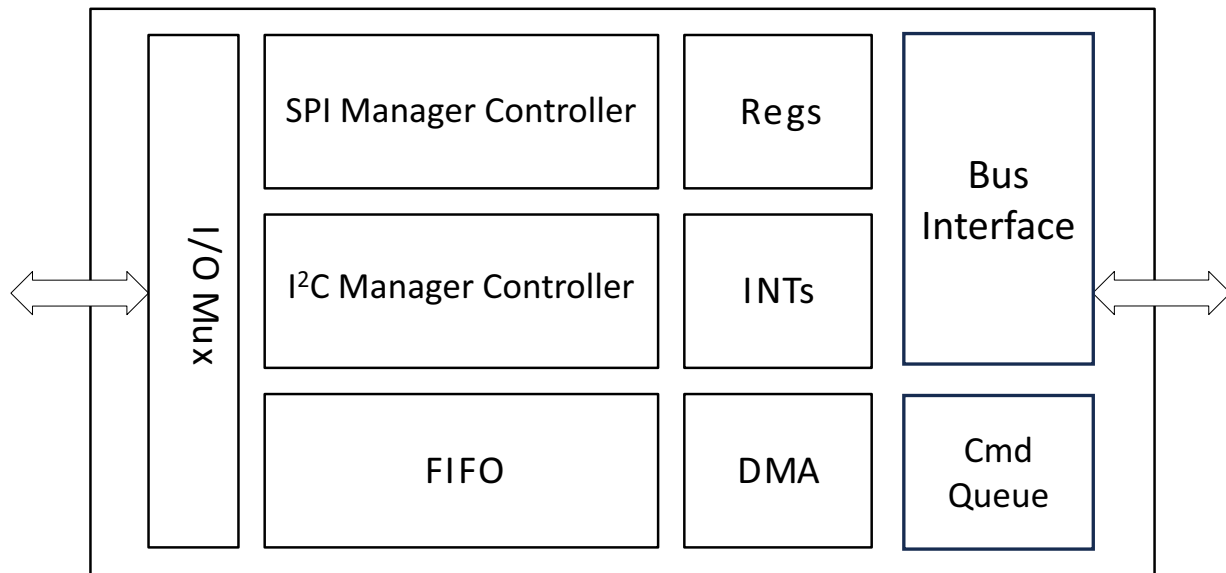 I/O Mux
SPI Manager Controller
Regs
Bus
Interface
I²C Manager Controller
INTs
FIFO
DMA
Cmd
Queue